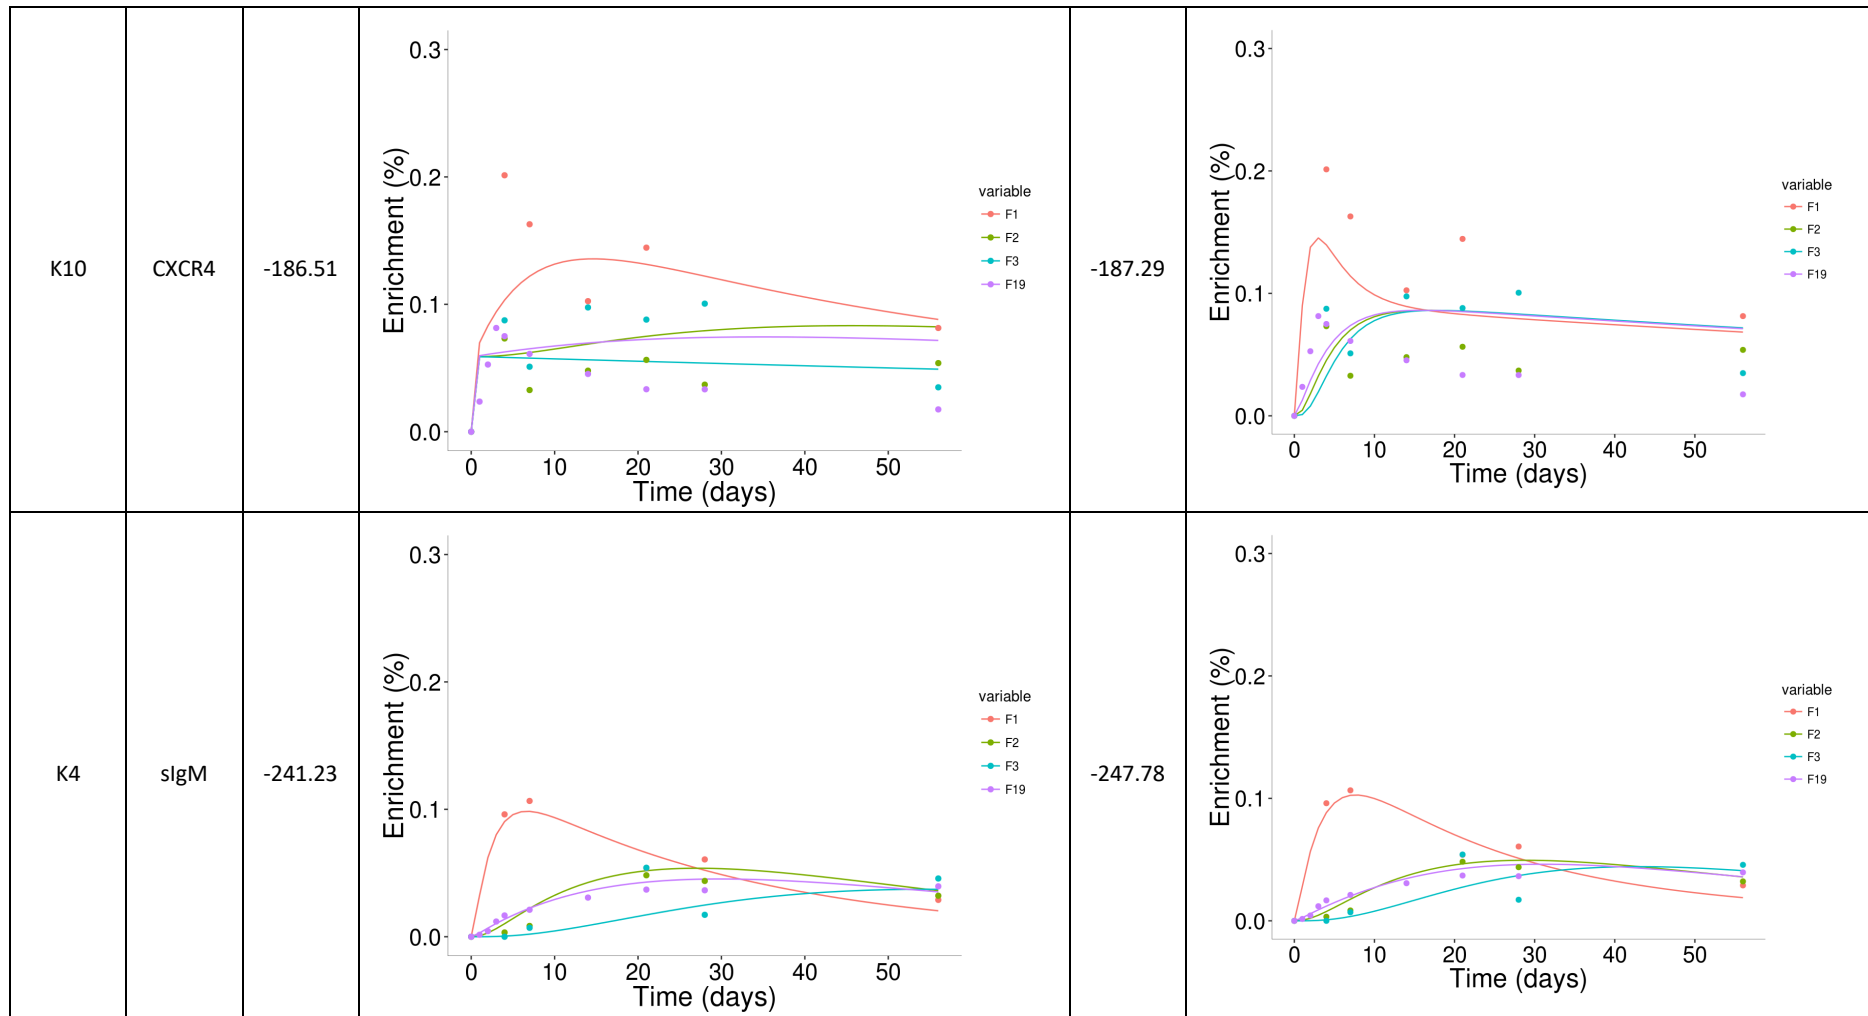 K10
CXCR4
-186.51
Enrichment (%)
0.3
0.2
0.1
0.0
0 10 20 30 40 50
Time (days)
variable
F1
F2
F3
F19
-187.29
Enrichment (%)
0.3
0.2
0.1
0.0
0 10 20 30 40 50
Time (days)
variable
F1
F2
F3
F19
K4
sIgM
-241.23
Enrichment (%)
0.3
0.2
0.1
0.0
0 10 20 30 40 50
Time (days)
variable
F1
F2
F3
F19
-247.78
Enrichment (%)
0.3
0.2
0.1
0.0
0 10 20 30 40 50
Time (days)
variable
F1
F2
F3
F19